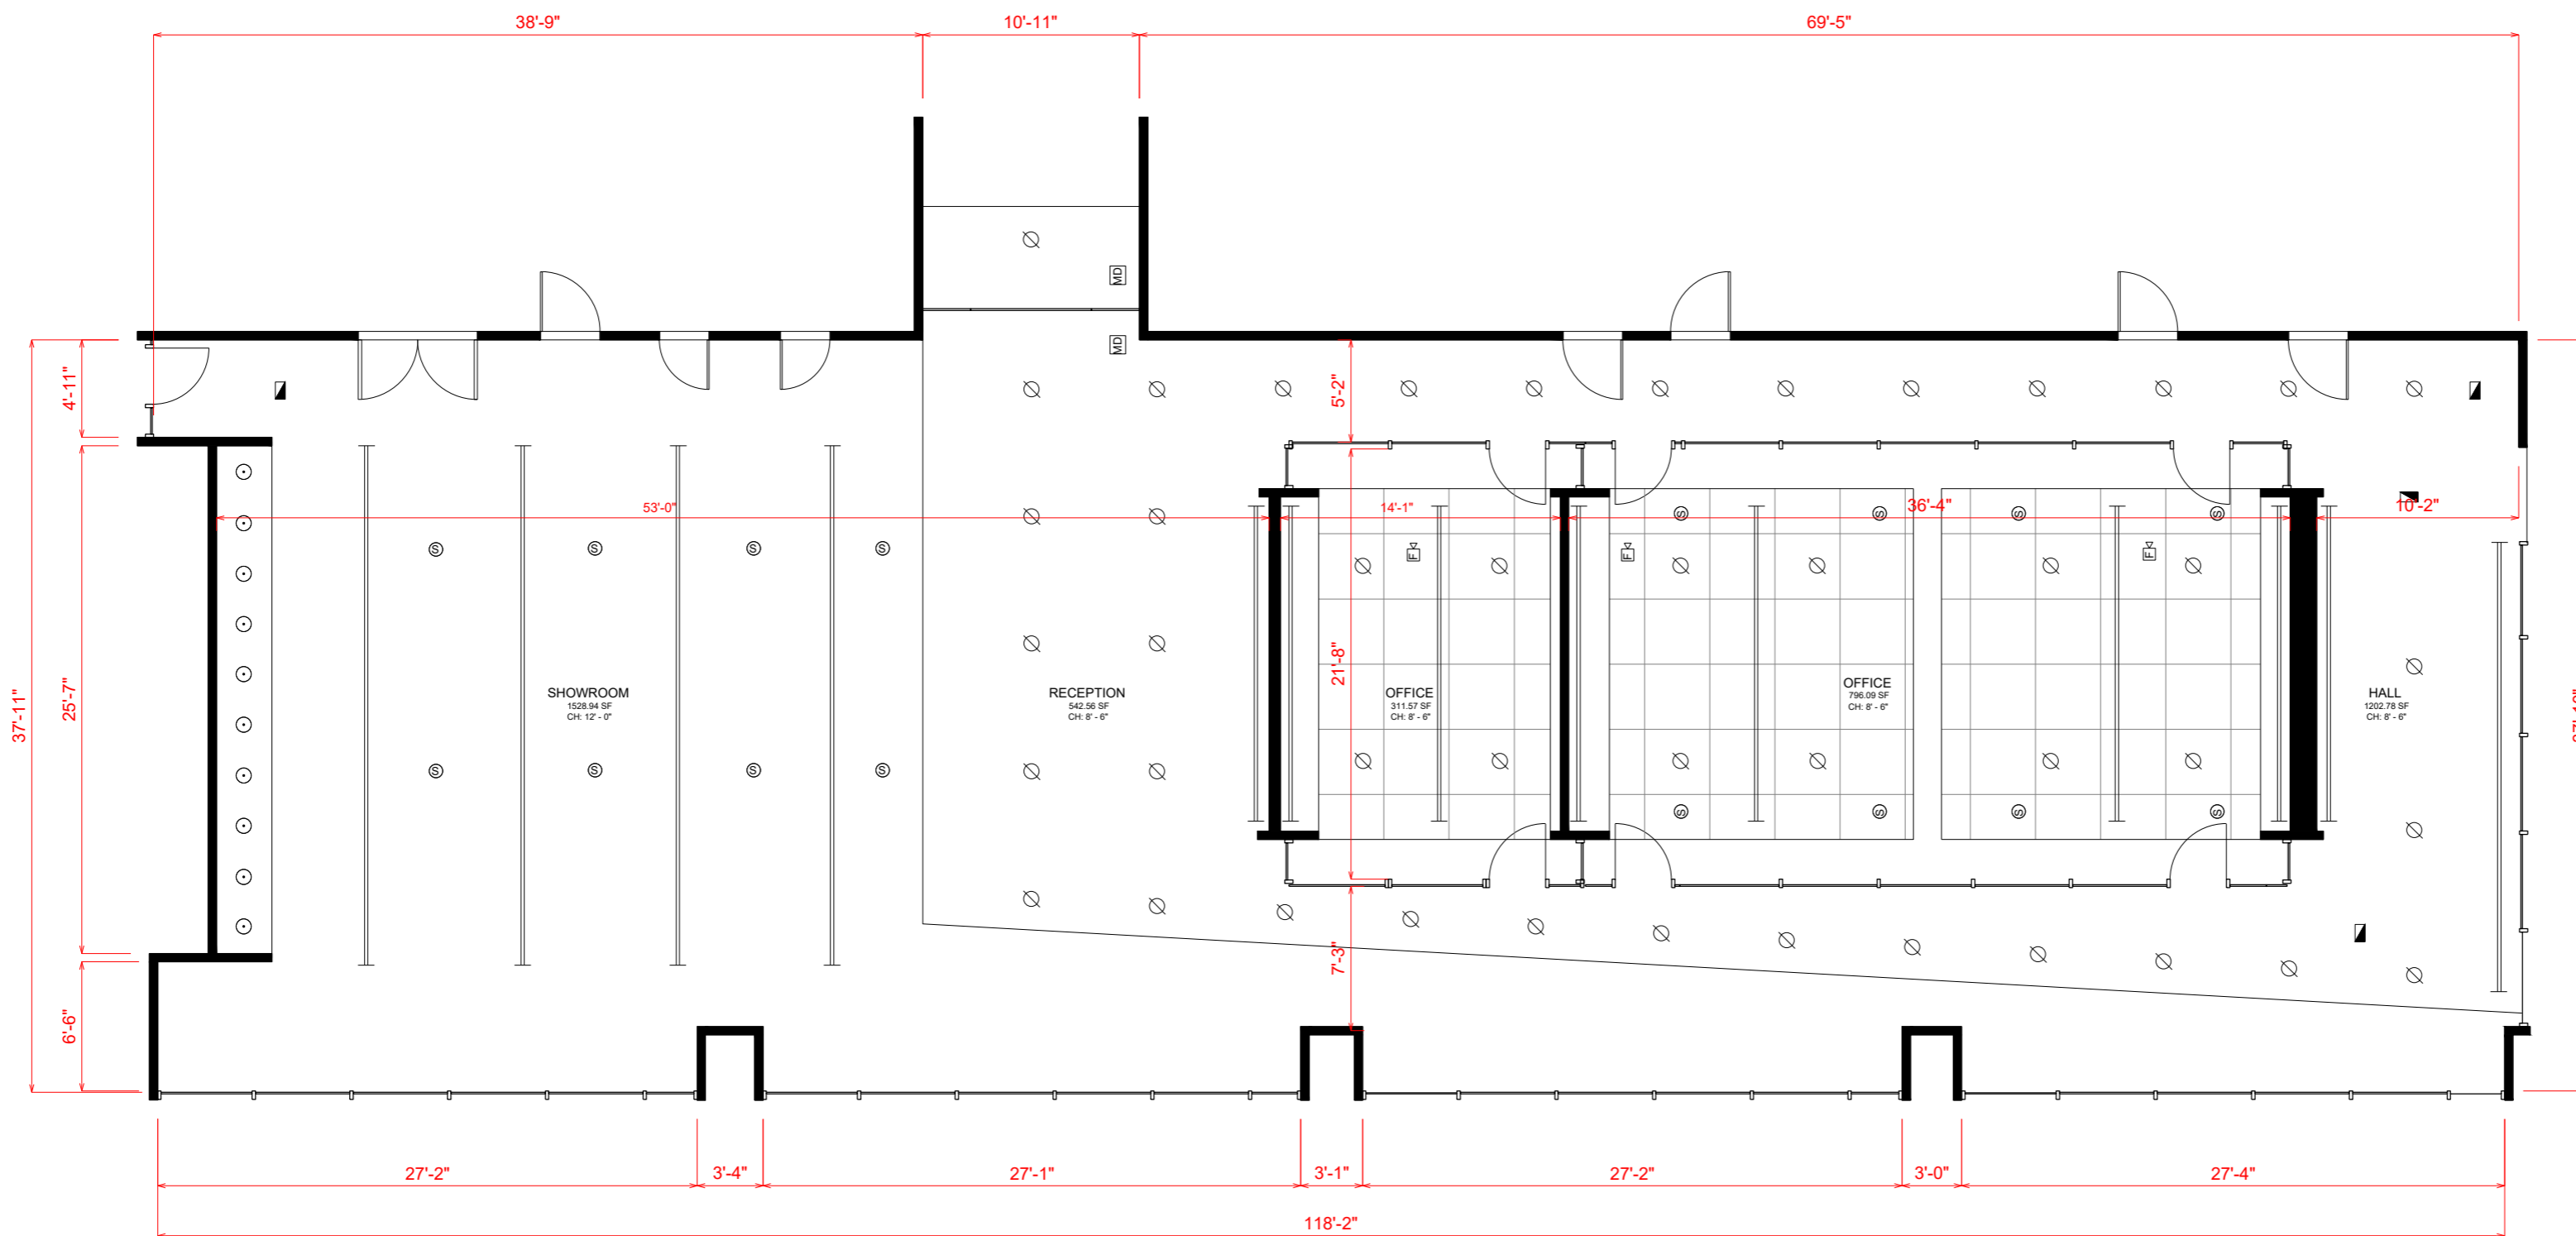 38'-9"
10'-11"
69'-5"
MD
MD
4'-11"
5'-2"
53'-0"
14'-1"
36'-4"
10'-2"
S
S
S
S
S
S
S
S
F
F
F
37'-11"
25'-7"
21'-8"
SHOWROOM
1528.94 SF
CH: 12' - 0"
RECEPTION
542.56 SF
CH: 8' - 6"
OFFICE
311.57 SF
CH: 8' - 6"
OFFICE
796.09 SF
CH: 8' - 6"
HALL
1202.78 SF
CH: 8' - 6"
S
S
S
S
S
S
S
S
6'-6"
7'-3"
27'-2"
3'-4"
27'-1"
3'-1"
27'-2"
3'-0"
27'-4"
118'-2"